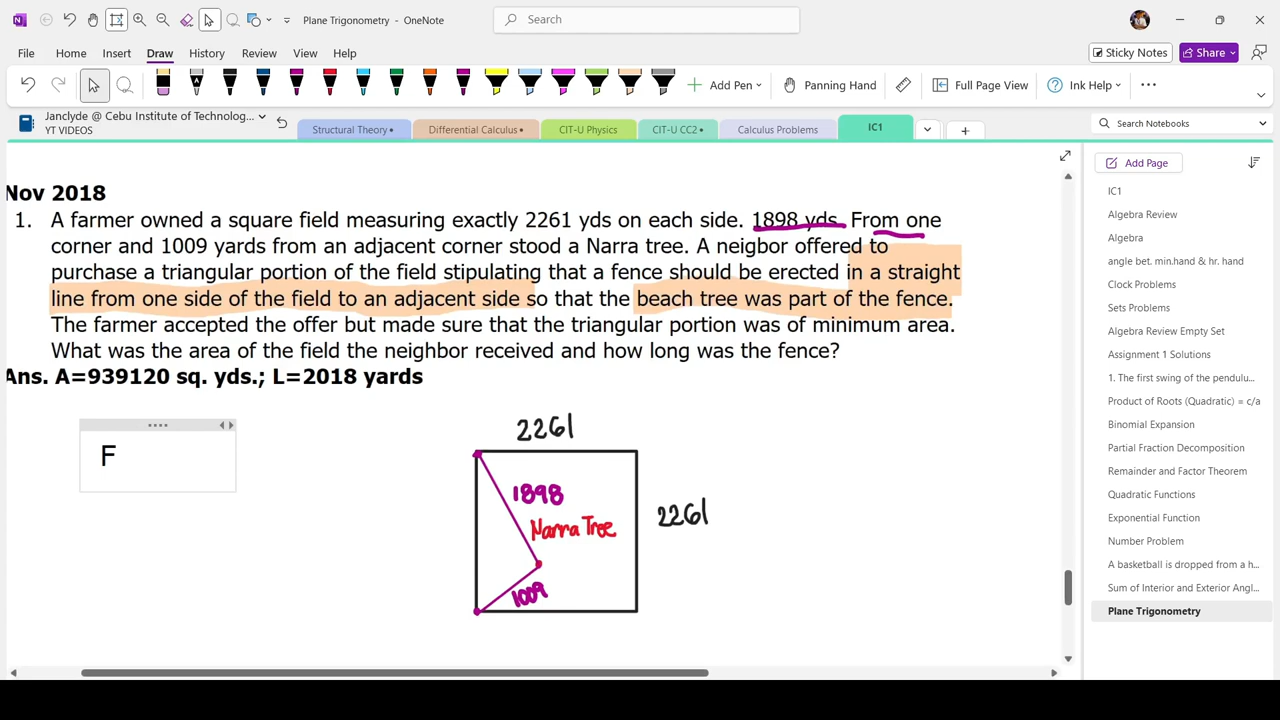 Plane Trigonometry - OneNote
Search
File Home Insert Draw History Review View Help
Sticky Notes
Share
Add Pen
Panning Hand
Full Page View
Ink Help
Janclyde @ Cebu Institute of Technolog...
YT VIDEOS
Structural Theory
Differential Calculus
CIT-U Physics
CIT-U CC2
Calculus Problems
IC1
Search Notebooks
Add Page
Nov 2018
1. A farmer owned a square field measuring exactly 2261 yds on each side. 1898 yds. From one
corner and 1009 yards from an adjacent corner stood a Narra tree. A neigbor offered to
purchase a triangular portion of the field stipulating that a fence should be erected in a straight
line from one side of the field to an adjacent side so that the beach tree was part of the fence.
The farmer accepted the offer but made sure that the triangular portion was of minimum area.
What was the area of the field the neighbor received and how long was the fence?
Ans. A=939120 sq. yds.; L=2018 yards
F
2261
1898
Narra Tree
2261
1009
IC1
Algebra Review
Algebra
angle bet. min.hand & hr. hand
Clock Problems
Sets Problems
Algebra Review Empty Set
Assignment 1 Solutions
1. The first swing of the pendulu...
Product of Roots (Quadratic) = c/a
Binomial Expansion
Partial Fraction Decomposition
Remainder and Factor Theorem
Quadratic Functions
Exponential Function
Number Problem
A basketball is dropped from a h...
Sum of Interior and Exterior Angl...
Plane Trigonometry